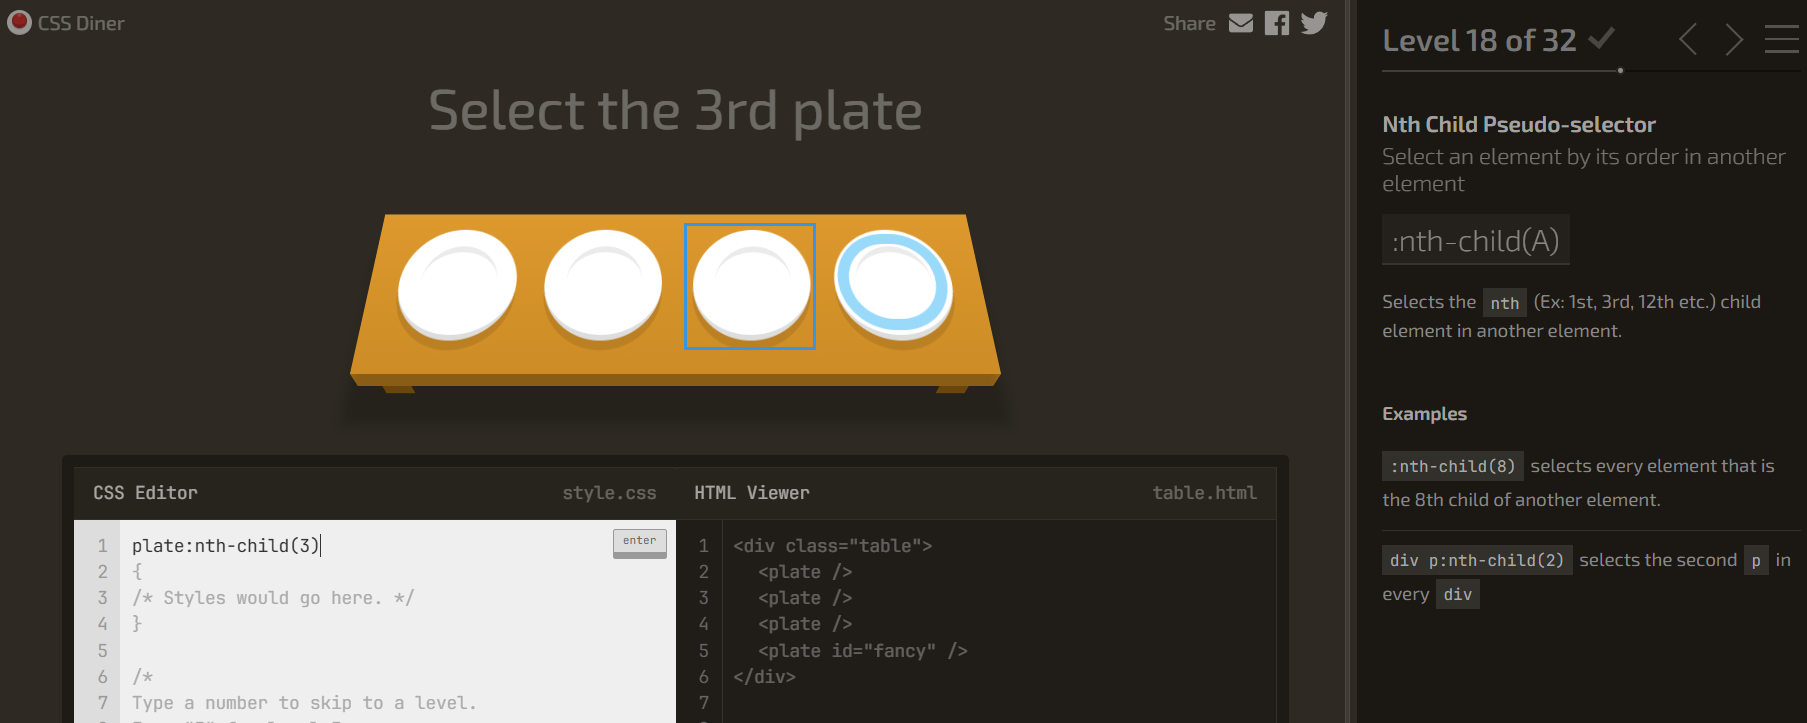 CSS Diner
Share
Select the 3rd plate
CSS Editor
style.css
1 plate:nth-child(3)
enter
2 {
3 /* Styles would go here. */
4 }
5
6 /*
7 Type a number to skip to a level.
HTML Viewer
table.html
1 <div class="table">
2 <plate />
3 <plate />
4 <plate />
5 <plate id="fancy" />
6 </div>
7
Level 18 of 32
Nth Child Pseudo-selector
Select an element by its order in another
element
:nth-child(A)
Selects the nth (Ex: 1st, 3rd, 12th etc.) child
element in another element.
Examples
:nth-child(8) selects every element that is
the 8th child of another element.
div p:nth-child(2) selects the second p in
every div